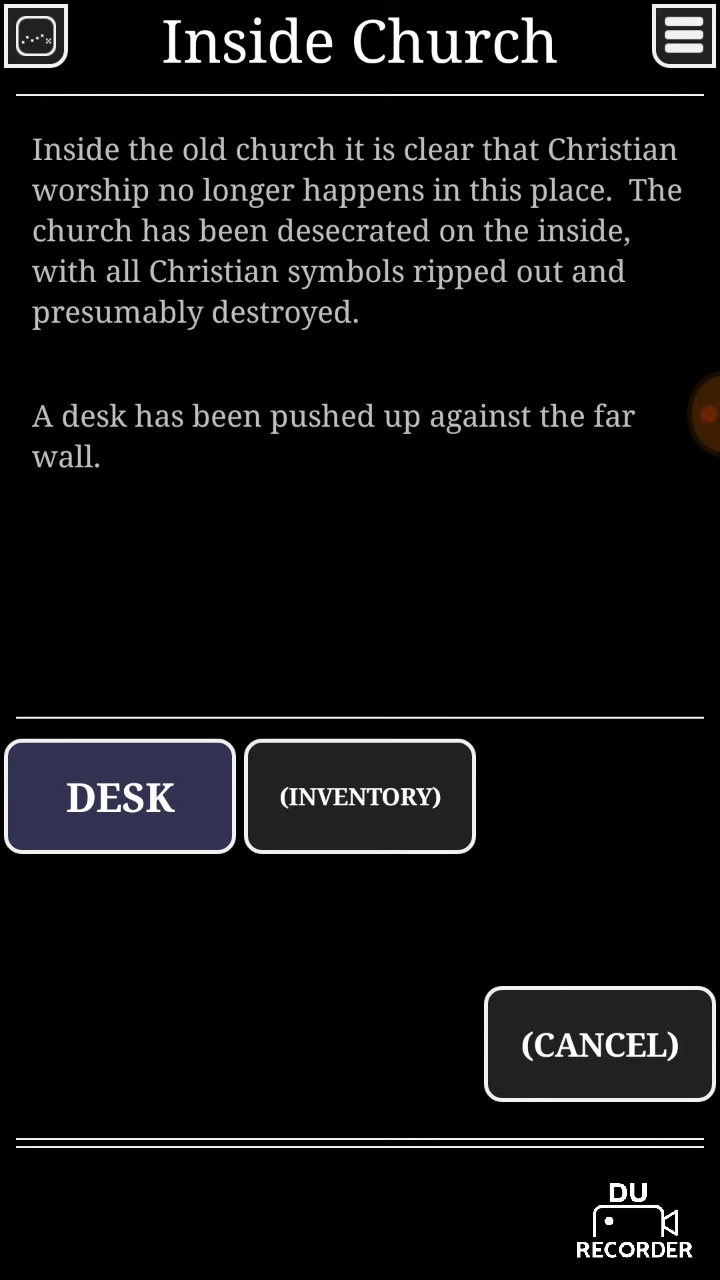 Inside Church
Inside the old church it is clear that Christian
worship no longer happens in this place.  The
church has been desecrated on the inside,
with all Christian symbols ripped out and
presumably destroyed.
A desk has been pushed up against the far
wall.
DESK
(INVENTORY)
(CANCEL)
DU
RECORDER